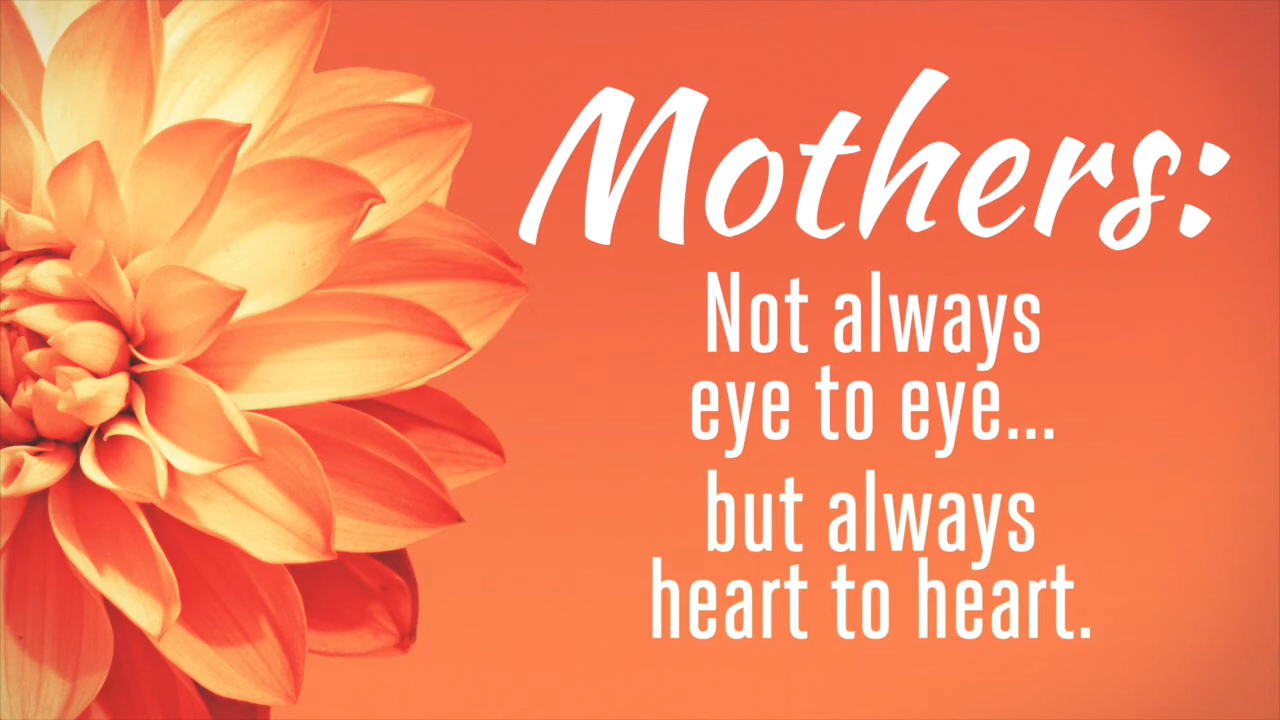 Mothers:
Not always
eye to eye...
but always
heart to heart.